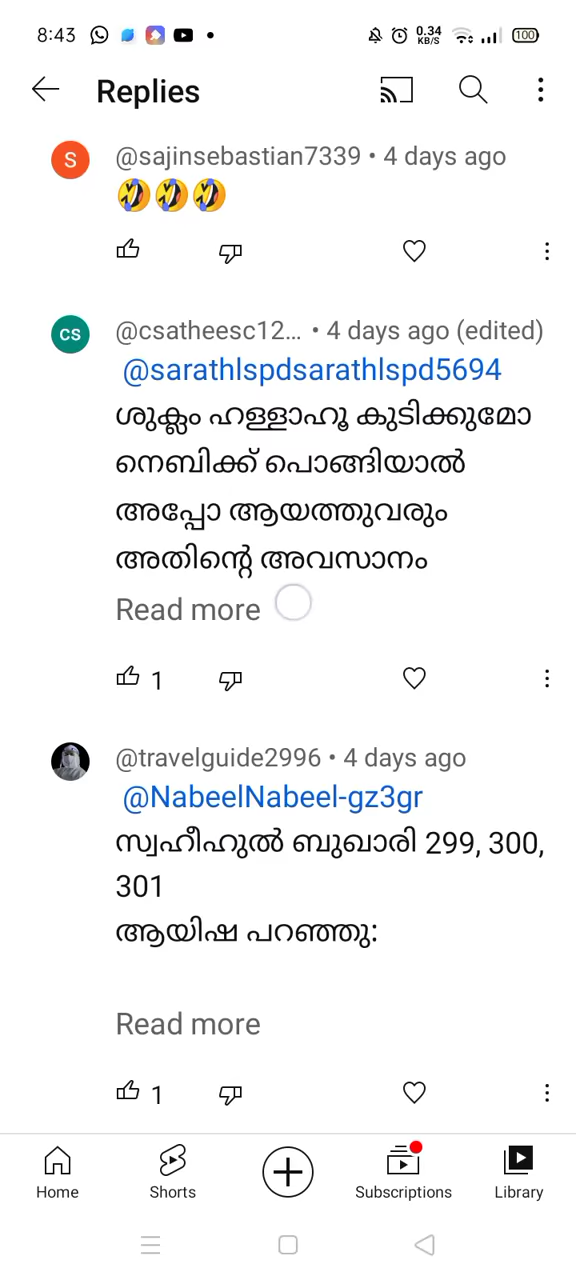 8:43
0.34
KB/S
100
Replies
S
@sajinsebastian7339 • 4 days ago
🤣🤣🤣
CS
@csatheesc12... • 4 days ago (edited)
@sarathlspdsarathlspd5694
ശുക്ലം ഹള്ളാഹൂ കുടിക്കുമോ
നെബിക്ക് പൊങ്ങിയാൽ
അപ്പോ ആയത്തുവരും
അതിന്റെ അവസാനം
Read more
1
@travelguide2996 • 4 days ago
@NabeelNabeel-gz3gr
സ്വഹീഹുൽ ബുഖാരി 299, 300,
301
ആയിഷ പറഞ്ഞു:
Read more
1
Home
Shorts
Subscriptions
Library